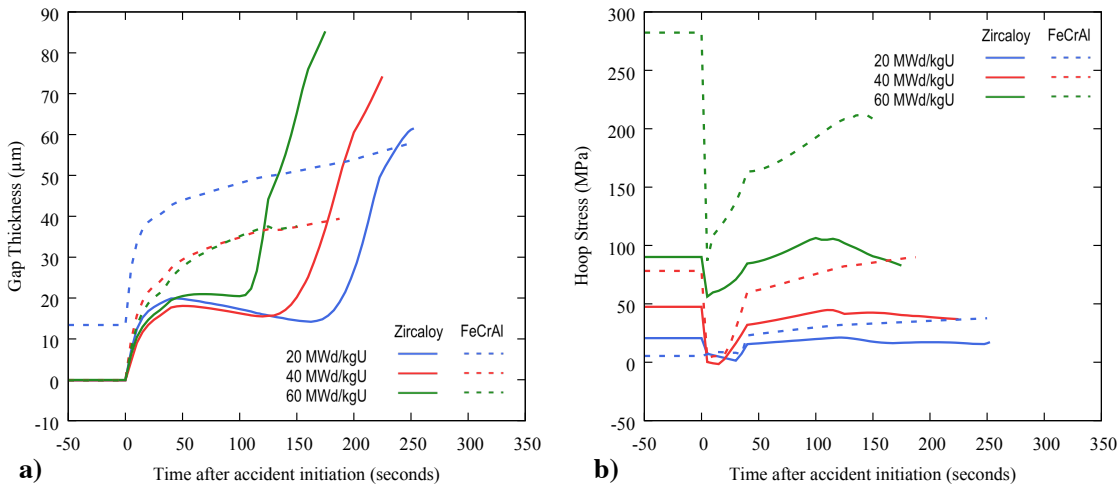 90
80
70
60
50
40
30
20
10
0
-10
Gap Thickness (μm)
Zircaloy FeCrAl
20 MWd/kgU
40 MWd/kgU
60 MWd/kgU
-50 0 50 100 150 200 250 300 350
a) Time after accident initiation (seconds)
300
250
200
150
100
50
0
-50
Hoop Stress (MPa)
Zircaloy FeCrAl
20 MWd/kgU
40 MWd/kgU
60 MWd/kgU
-50 0 50 100 150 200 250 300 350
b) Time after accident initiation (seconds)